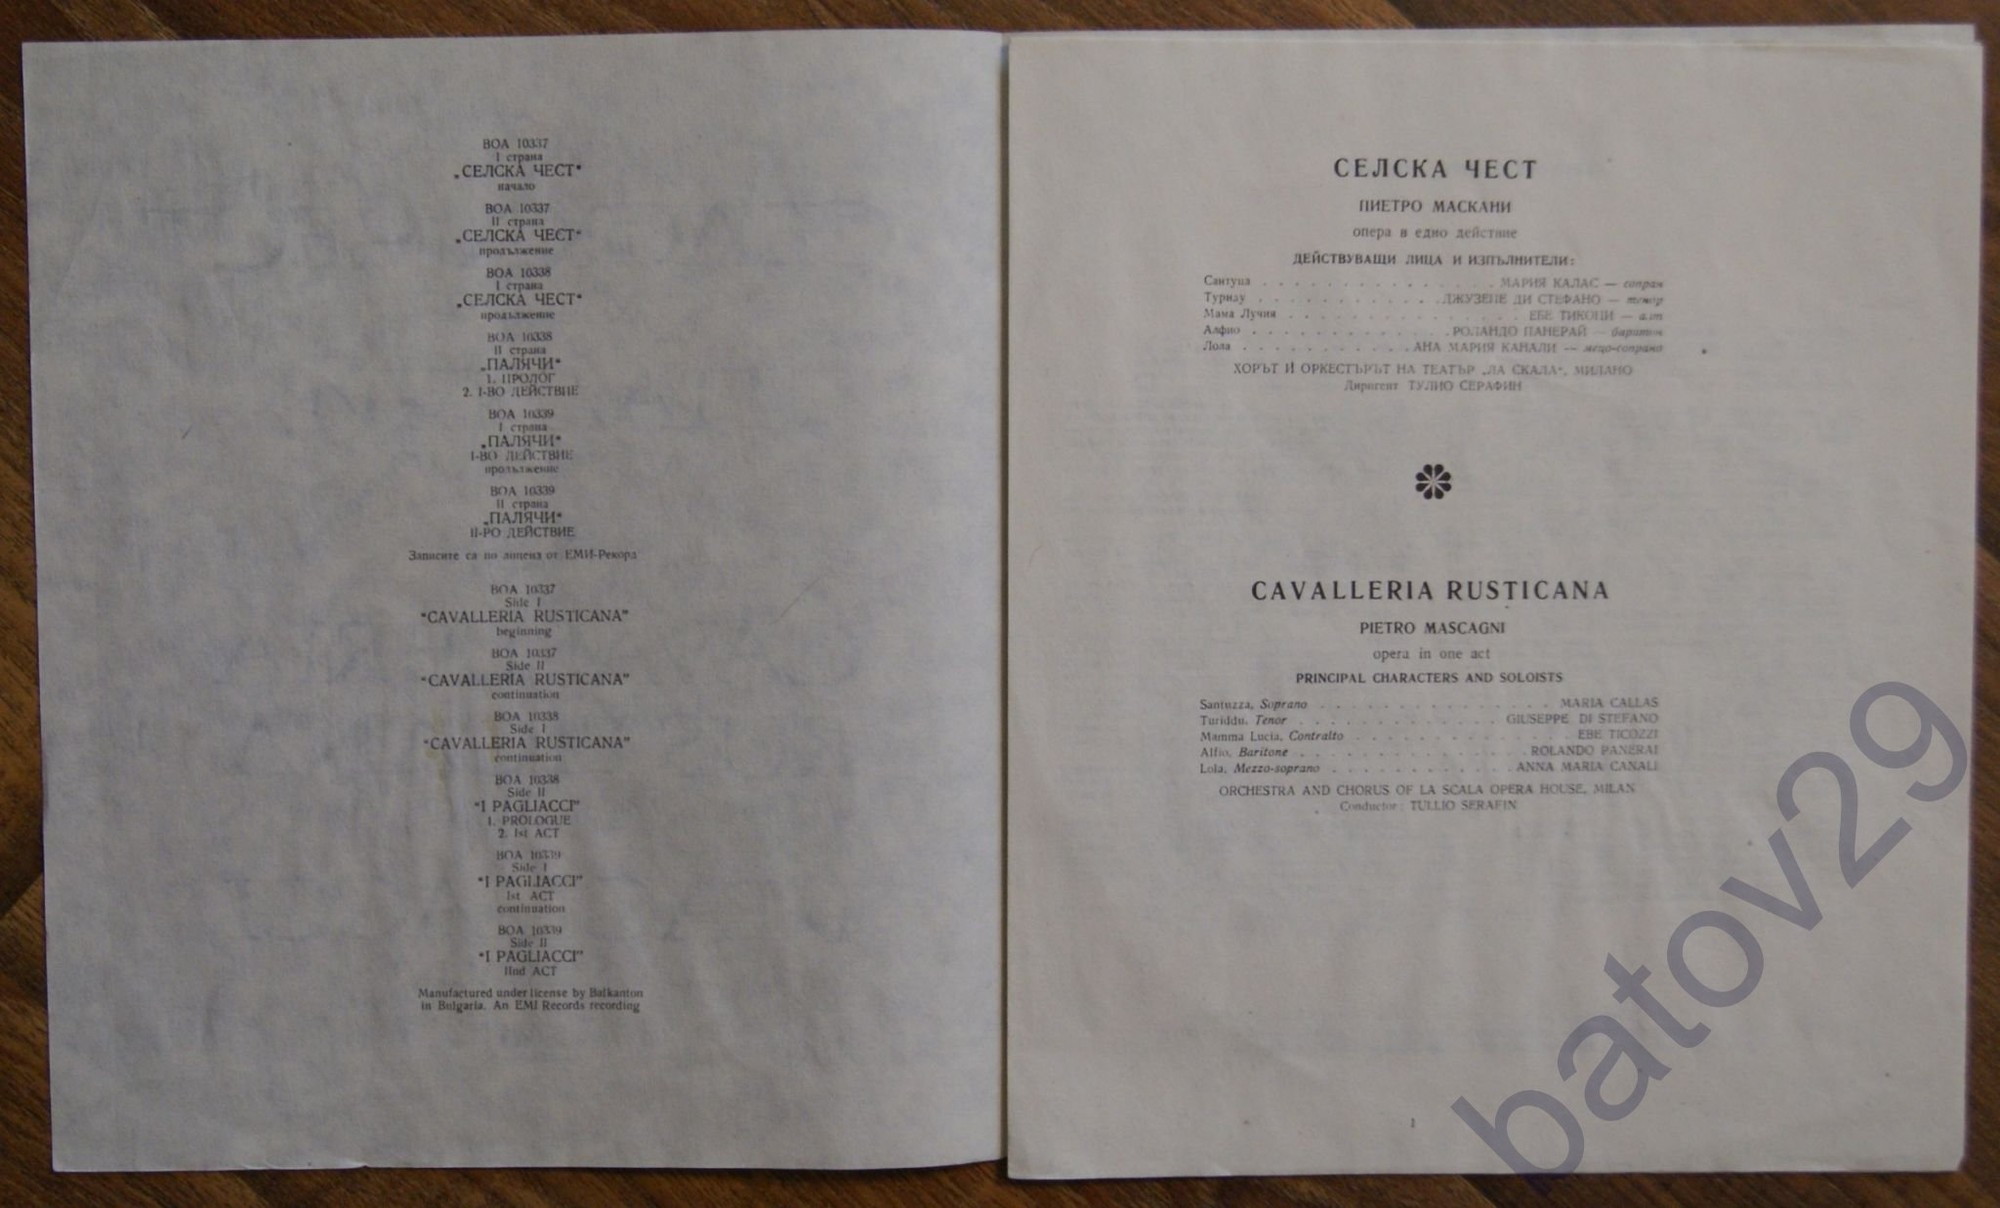 ВОА 10337
I страна
„СЕЛСКА ЧЕСТ“
начало
ВОА 10337
II страна
„СЕЛСКА ЧЕСТ“
продължение
ВОА 10338
I страна
„СЕЛСКА ЧЕСТ“
продължение
ВОА 10338
II страна
„ПАЛЯЧИ“
1. ПРОЛОГ
2. I-ВО ДЕЙСТВИЕ
ВОА 10339
I страна
„ПАЛЯЧИ“
I-ВО ДЕЙСТВИЕ
продължение
ВОА 10339
II страна
„ПАЛЯЧИ“
II-РО ДЕЙСТВИЕ
Записите са по лиценз от ЕМИ-Рекорд
BOA 10337
Side I
“CAVALLERIA RUSTICANA”
beginning
BOA 10337
Side II
“CAVALLERIA RUSTICANA”
continuation
BOA 10338
Side I
“CAVALLERIA RUSTICANA”
continuation
BOA 10338
Side II
“I PAGLIACCI”
1. PROLOGUE
2. Ist ACT
BOA 10339
Side I
“I PAGLIACCI”
Ist ACT
continuation
BOA 10339
Side II
“I PAGLIACCI”
IInd ACT
Manufactured under license by Balkanton
in Bulgaria. An EMI Records recording
СЕЛСКА ЧЕСТ
ПИЕТРО МАСКАНИ
опера в едно действие
ДЕЙСТВУВАЩИ ЛИЦА И ИЗПЪЛНИТЕЛИ:
Сантуца . . . . . . . . . . . . . . . МАРИЯ КАЛАС — сопран
Туриду . . . . . . . . . . . . ДЖУЗЕПЕ ДИ СТЕФАНО — тенор
Мама Лучия . . . . . . . . . . . . . . . ЕБЕ ТИКОЦИ — алт
Алфио . . . . . . . . . . . . . РОЛАНДО ПАНЕРАЙ — баритон
Лола . . . . . . . . . . . АНА МАРИЯ КАНАЛИ — мецо-сопрано
ХОРЪТ И ОРКЕСТЪРЪТ НА ТЕАТЪР „ЛА СКАЛА“, МИЛАНО
Диригент ТУЛИО СЕРАФИН
CAVALLERIA RUSTICANA
PIETRO MASCAGNI
opera in one act
PRINCIPAL CHARACTERS AND SOLOISTS
Santuzza, Soprano . . . . . . . . . . . . . . . MARIA CALLAS
Turiddu, Tenor . . . . . . . . . . . . . GIUSEPPE DI STEFANO
Mamma Lucia, Contralto . . . . . . . . . . . . . EBE TICOZZI
Alfio, Baritone . . . . . . . . . . . . . . ROLANDO PANERAI
Lola, Mezzo-soprano . . . . . . . . . . . ANNA MARIA CANALI
ORCHESTRA AND CHORUS OF LA SCALA OPERA HOUSE, MILAN
Conductor: TULLIO SERAFIN
1
batov29